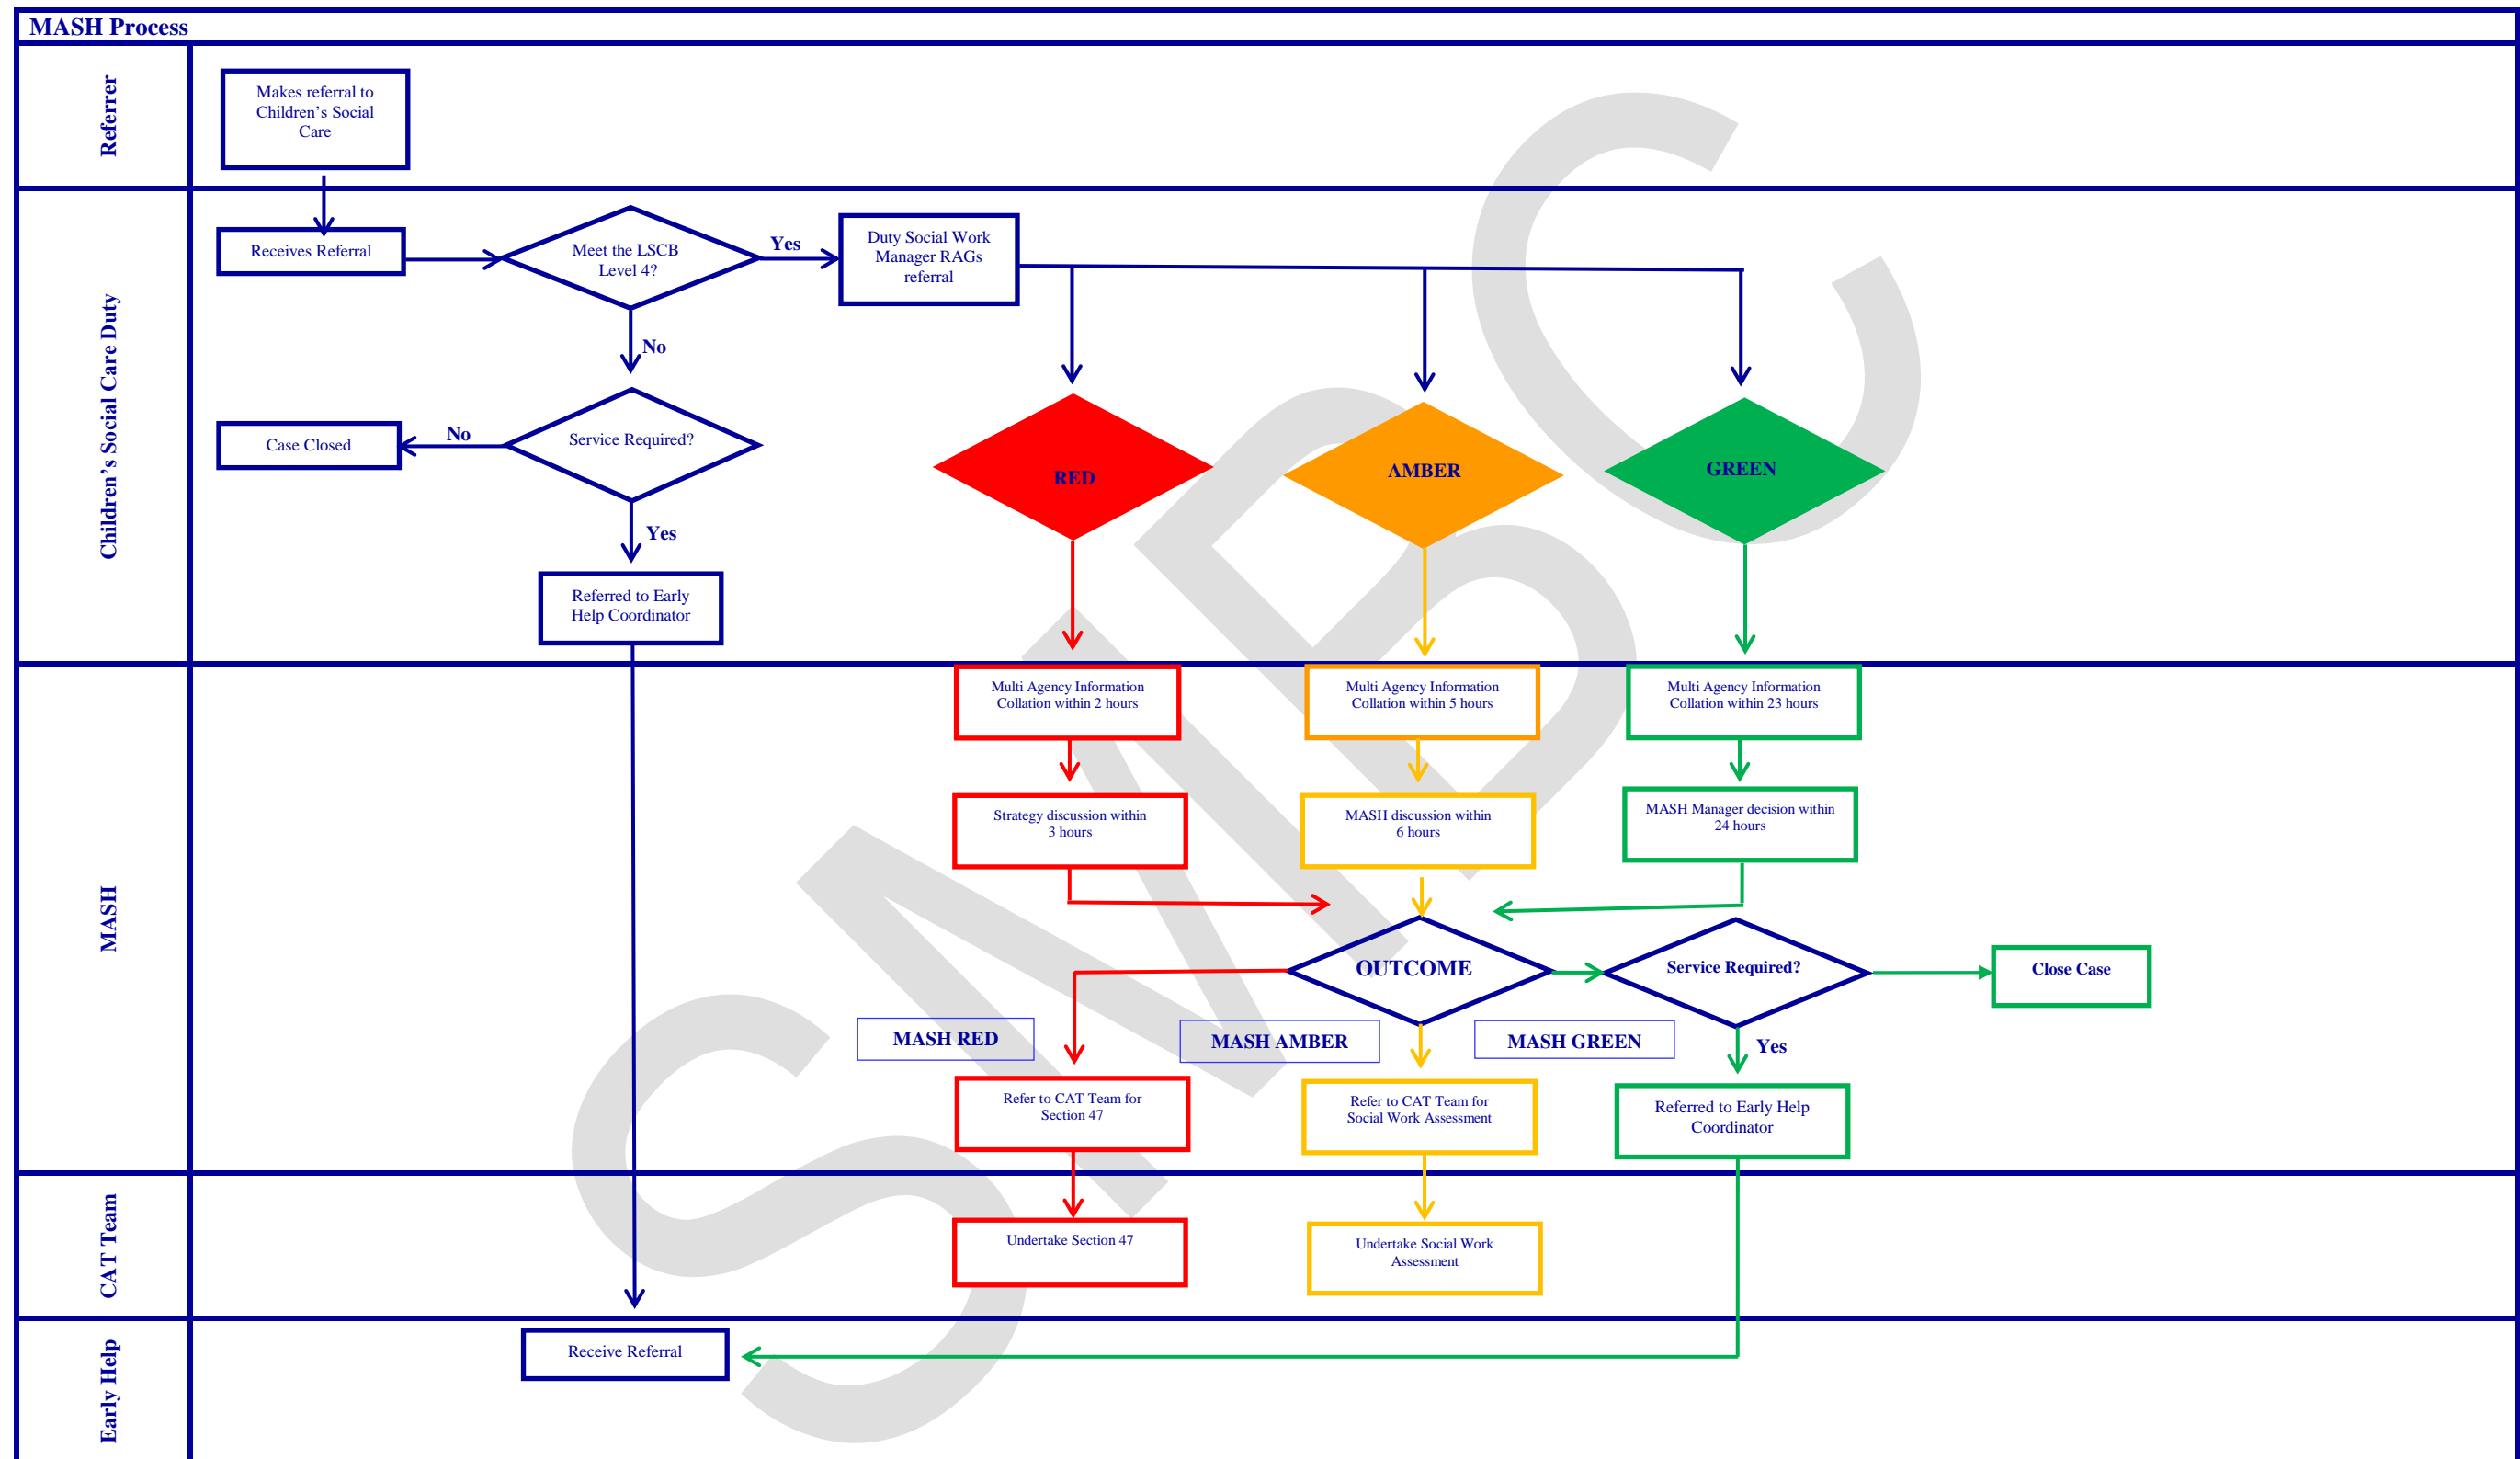 MASH Process
Referrer
Makes referral to
Children’s Social
Care
Children’s Social Care Duty
Receives Referral
Meet the LSCB
Level 4?
Yes
Duty Social Work
Manager RAGs
referral
No
Case Closed
No
Service Required?
RED
AMBER
GREEN
Yes
Referred to Early
Help Coordinator
MASH
Multi Agency Information
Collation within 2 hours
Multi Agency Information
Collation within 5 hours
Multi Agency Information
Collation within 23 hours
Strategy discussion within
3 hours
MASH discussion within
6 hours
MASH Manager decision within
24 hours
OUTCOME
Service Required?
Close Case
MASH RED
MASH AMBER
MASH GREEN
Yes
Refer to CAT Team for
Section 47
Refer to CAT Team for
Social Work Assessment
Referred to Early Help
Coordinator
CAT Team
Undertake Section 47
Undertake Social Work
Assessment
Early Help
Receive Referral
SMBC